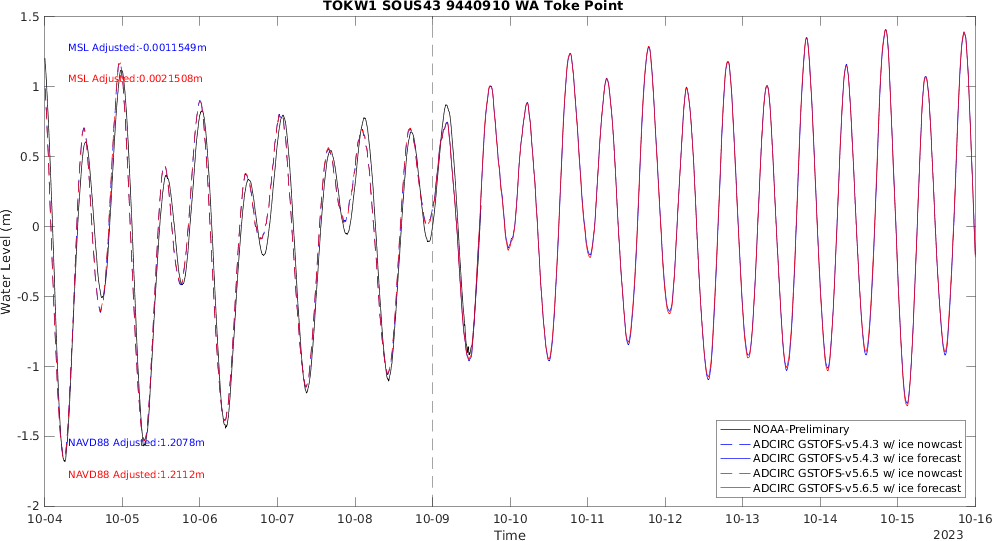 TOKW1 SOUS43 9440910 WA Toke Point
MSL Adjusted:-0.0011549m
MSL Adjusted:0.0021508m
NAVD88 Adjusted:1.2078m
NAVD88 Adjusted:1.2112m
Water Level (m)
1.5
1
0.5
0
-0.5
-1
-1.5
-2
NOAA-Preliminary
ADCIRC GSTOFS-v5.4.3 w/ ice nowcast
ADCIRC GSTOFS-v5.4.3 w/ ice forecast
ADCIRC GSTOFS-v5.6.5 w/ ice nowcast
ADCIRC GSTOFS-v5.6.5 w/ ice forecast
10-04 10-05 10-06 10-07 10-08 10-09 10-10 10-11 10-12 10-13 10-14 10-15 10-16
Time
2023